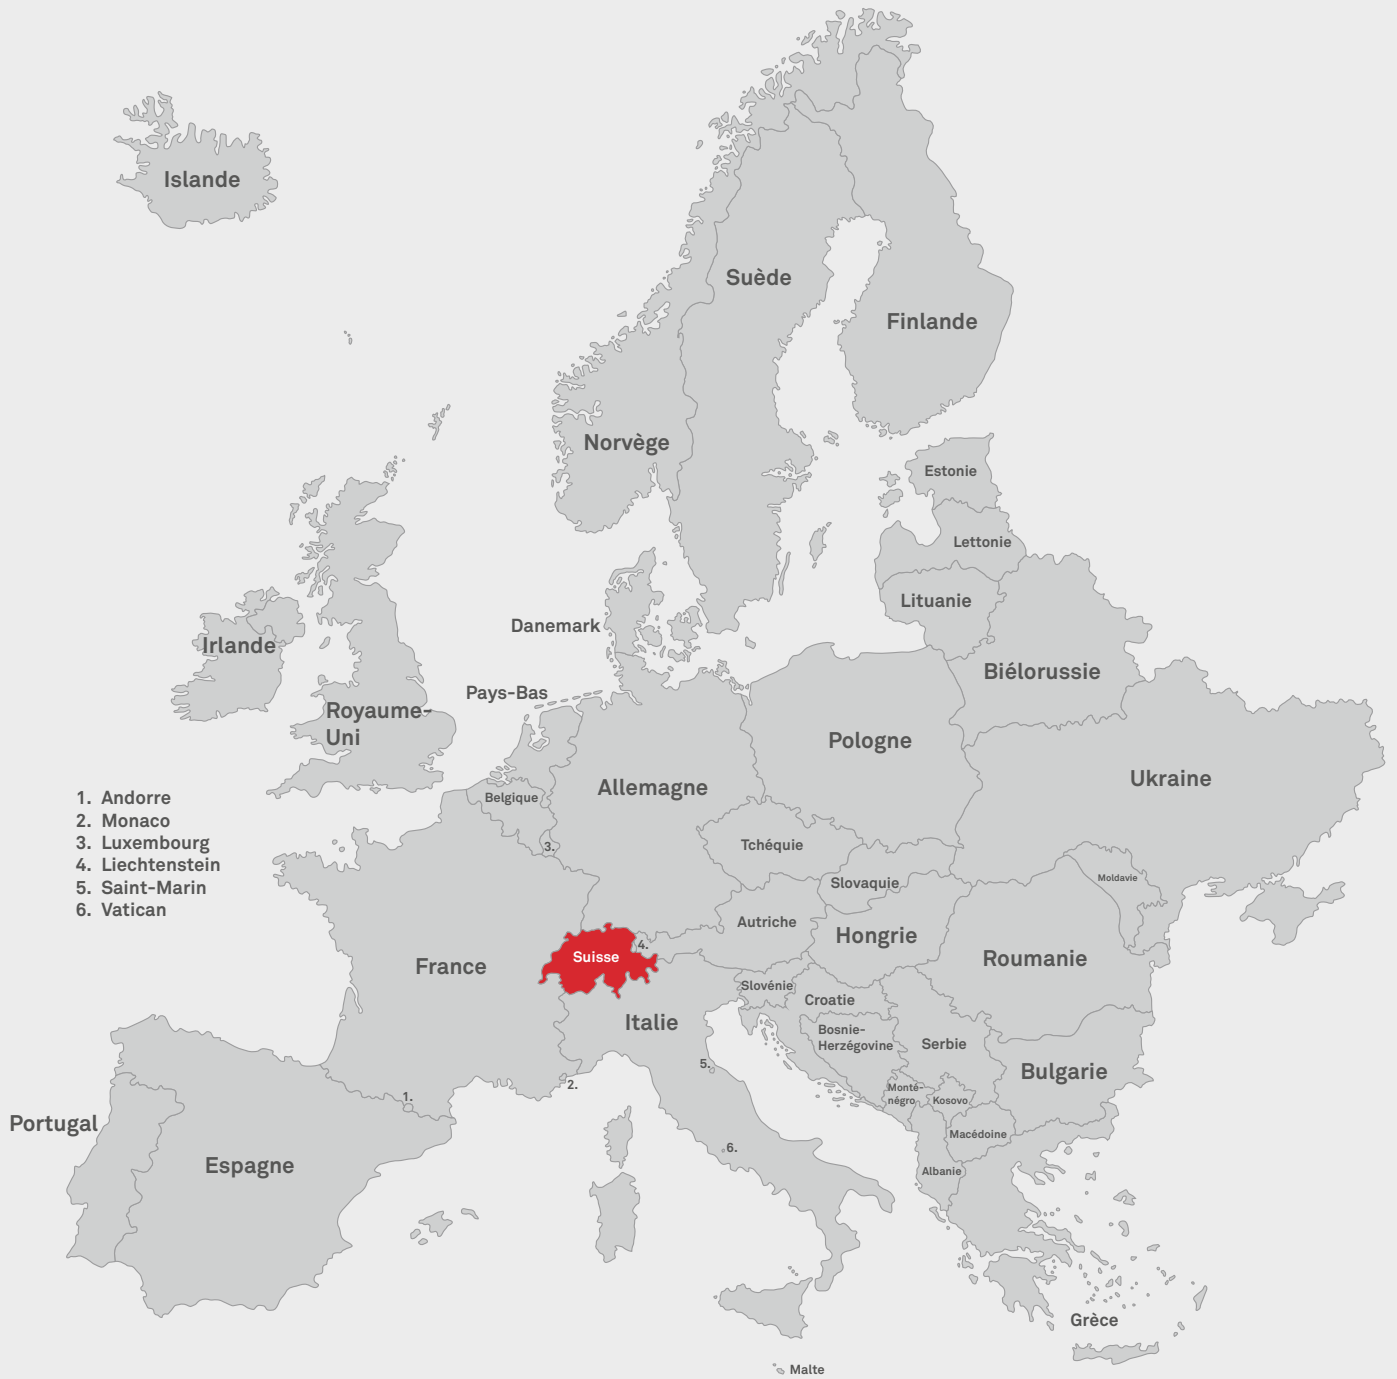 Islande
Suède
Finlande
Norvège
Estonie
Lettonie
Lituanie
Danemark
Irlande
Biélorussie
Pays-Bas
Royaume-
Uni
Pologne
Ukraine
Allemagne
Belgique
1. Andorre
2. Monaco
3. Luxembourg
4. Liechtenstein
5. Saint-Marin
6. Vatican
3.
Tchéquie
Moldavie
Slovaquie
Autriche
Hongrie
4.
Suisse
France
Roumanie
Slovénie
Croatie
Italie
Bosnie-
Herzégovine
Serbie
5.
Bulgarie
2.
1.
Monté-
négro
Kosovo
Portugal
Macédoine
6.
Espagne
Albanie
Grèce
Malte